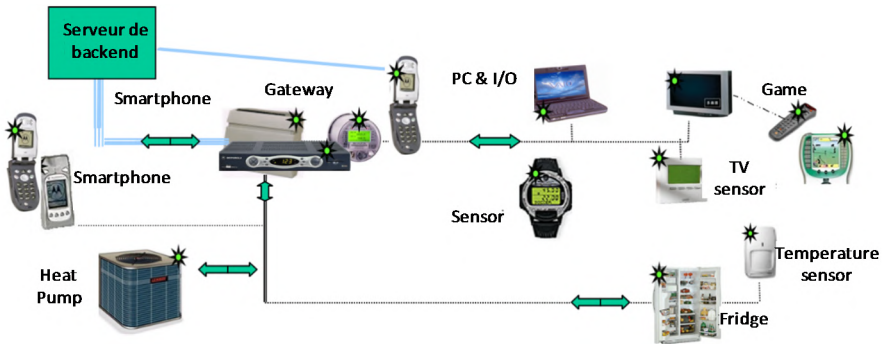 Serveur de
backend
Smartphone
Gateway
PC & I/O
Game
Smartphone
Sensor
TV
sensor
Heat
Pump
Temperature
sensor
Fridge